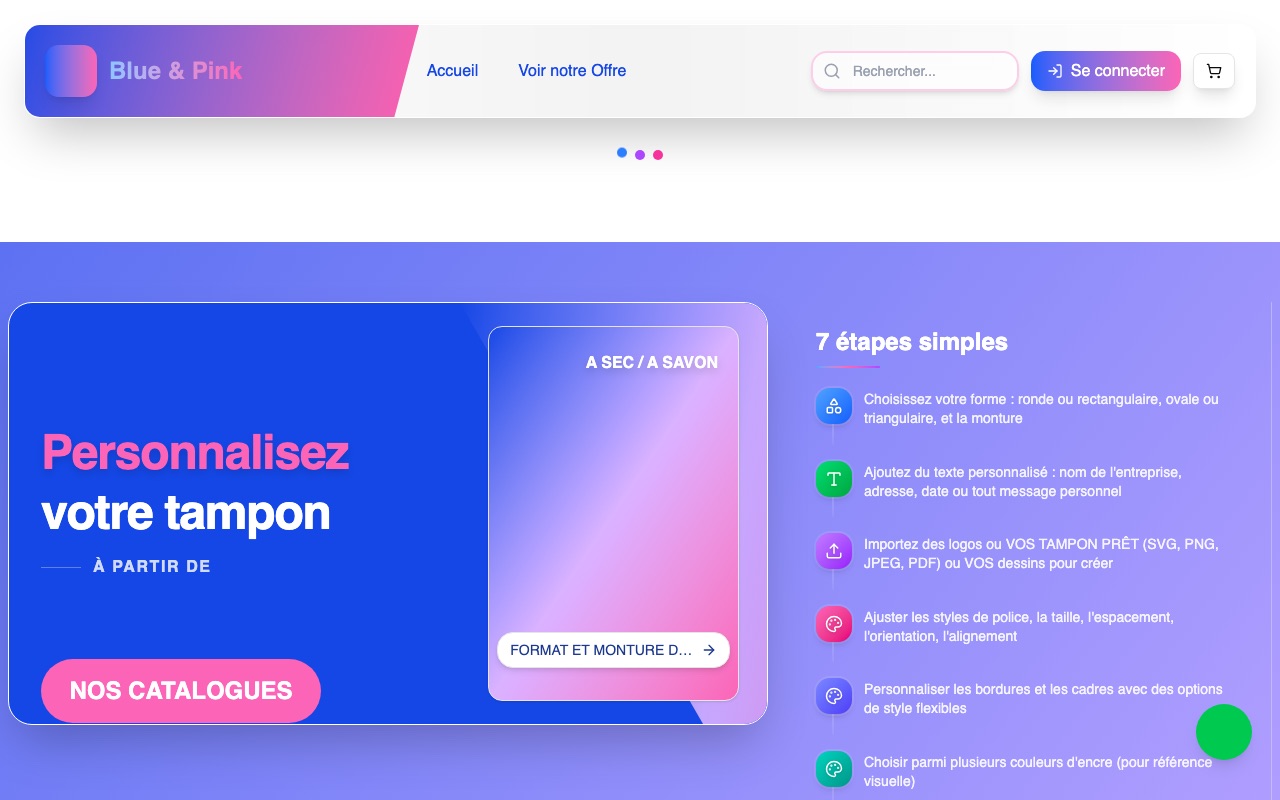 Blue & Pink
Accueil
Voir notre Offre
Rechercher...
Se connecter
Personnalisez
votre tampon
À PARTIR DE
NOS CATALOGUES
A SEC / A SAVON
FORMAT ET MONTURE D…
7 étapes simples
Choisissez votre forme : ronde ou rectangulaire, ovale ou
triangulaire, et la monture
Ajoutez du texte personnalisé : nom de l'entreprise,
adresse, date ou tout message personnel
Importez des logos ou VOS TAMPON PRÊT (SVG, PNG,
JPEG, PDF) ou VOS dessins pour créer
Ajuster les styles de police, la taille, l'espacement,
l'orientation, l'alignement
Personnaliser les bordures et les cadres avec des options
de style flexibles
Choisir parmi plusieurs couleurs d'encre (pour référence
visuelle)